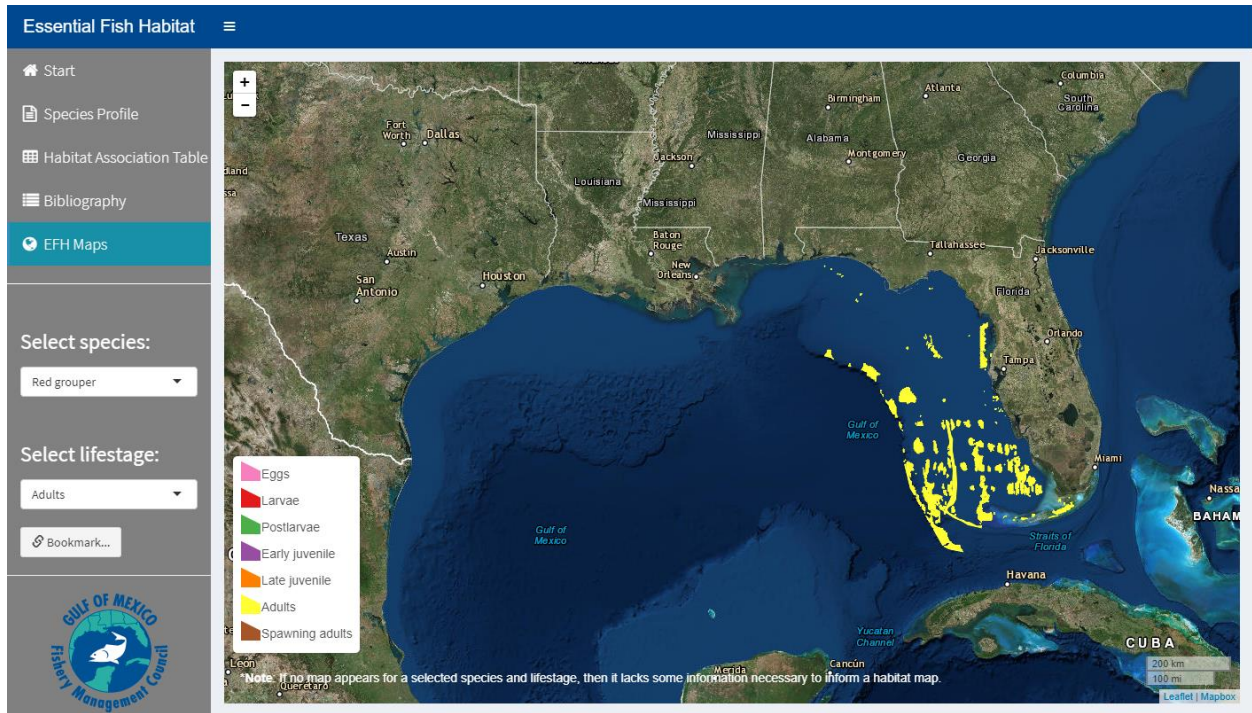 Essential Fish Habitat
Start
Species Profile
Habitat Association Table
Bibliography
EFH Maps
Select species:
Red grouper
Select lifestage:
Adults
Bookmark...
GULF OF MEXICO
Fishery Management Council
+
−
Columbia
Atlanta
Birmingham
South
Carolina
Fort
Worth
Dallas
Mississippi
Alabama
Montgomery
Georgia
Jackson
Louisiana
Mississippi
Texas
Baton
Rouge
Tallahassee
Jacksonville
Austin
New
Orleans
San
Antonio
Houston
Florida
Orlando
Tampa
Gulf of
Mexico
Miami
Nassa
BAHAM
Gulf of
Mexico
Straits of
Florida
Havana
Yucatan
Channel
CUBA
Leon
Merida
Cancún
Queretaro
Eggs
Larvae
Postlarvae
Early juvenile
Late juvenile
Adults
Spawning adults
*Note: If no map appears for a selected species and lifestage, then it lacks some information necessary to inform a habitat map.
200 km
100 mi
Leaflet | Mapbox